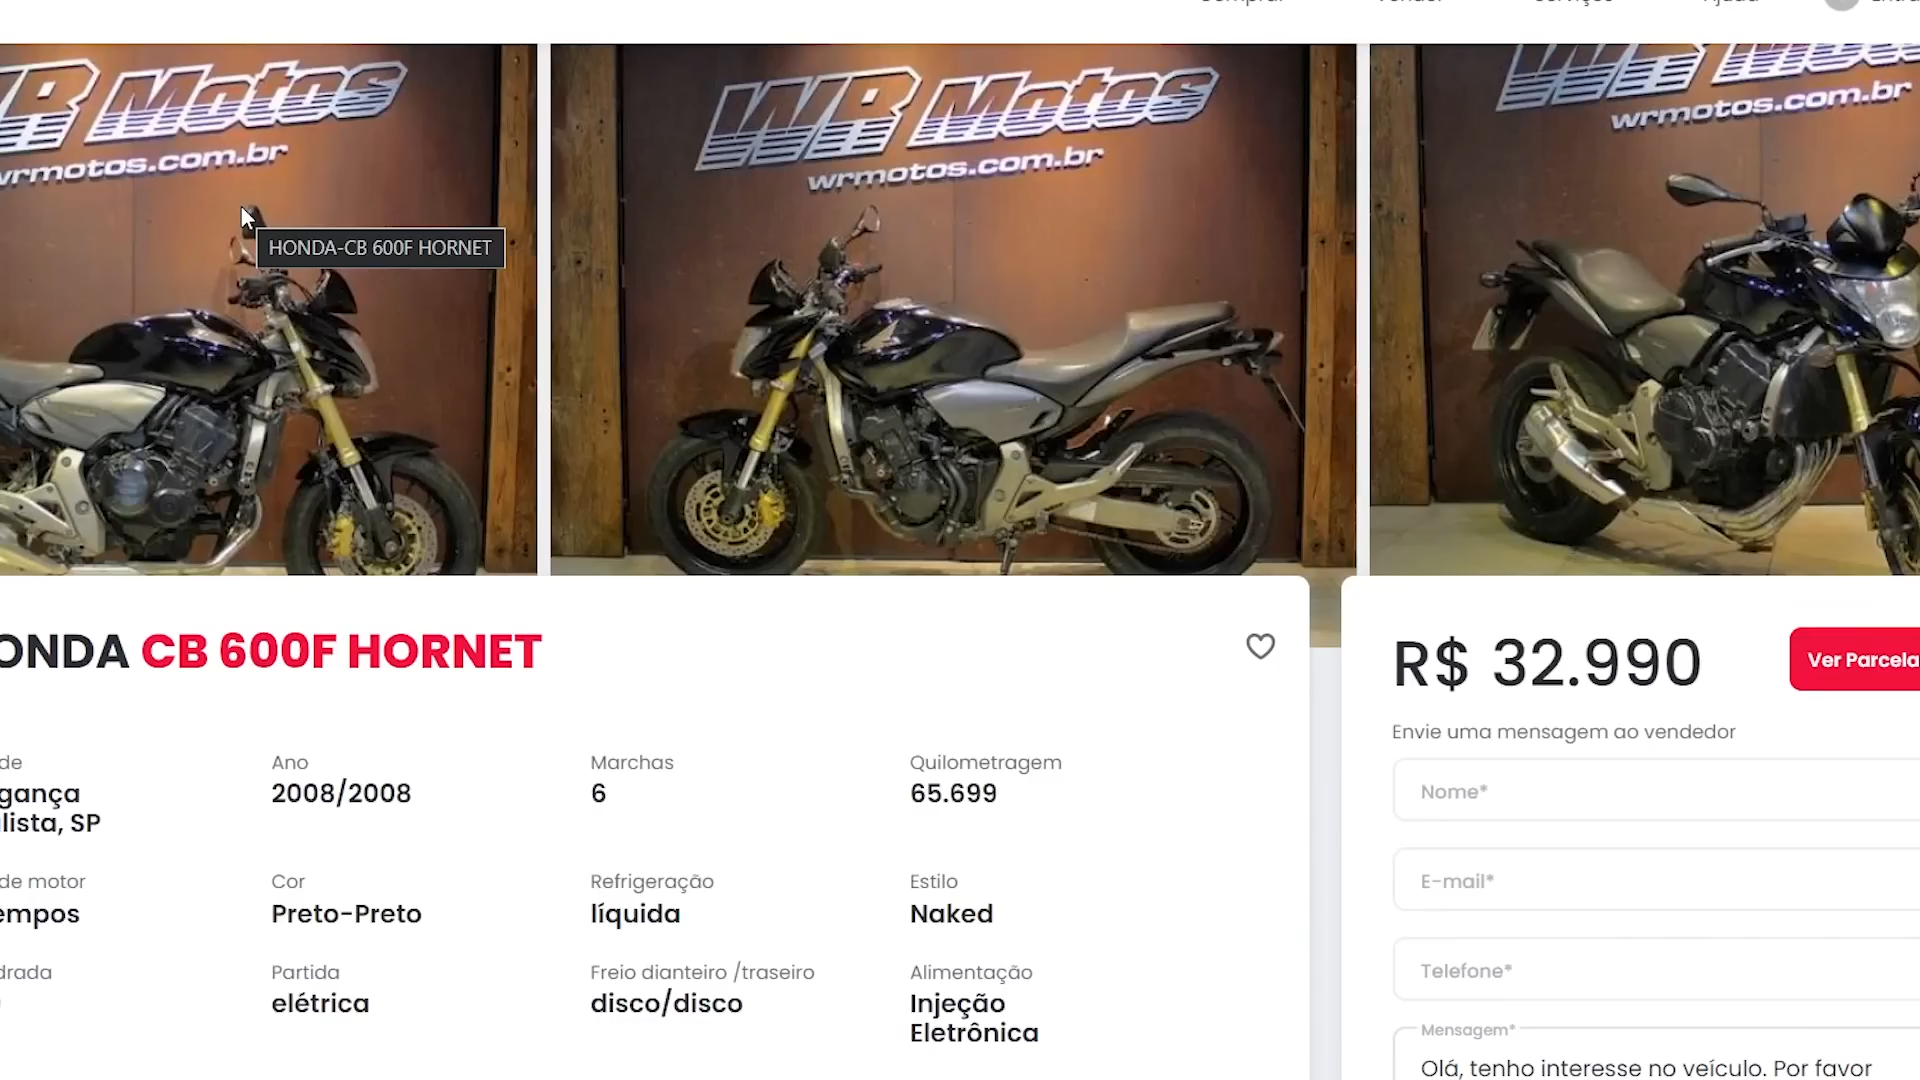 WR Motos
wrmotos.com.br
WR Motos
wrmotos.com.br
wrmotos.com.br
HONDA-CB 600F HORNET
ONDA CB 600F HORNET
R$ 32.990
Ver Parcela
Envie uma mensagem ao vendedor
Nome*
E-mail*
Telefone*
Mensagem*
Olá, tenho interesse no veículo. Por favor
de
gança
lista, SP
Ano
2008/2008
Marchas
6
Quilometragem
65.699
de motor
empos
Cor
Preto-Preto
Refrigeração
líquida
Estilo
Naked
drada
Partida
elétrica
Freio dianteiro /traseiro
disco/disco
Alimentação
Injeção
Eletrônica